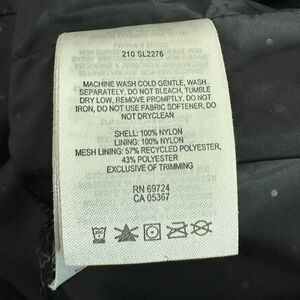 210 SL2276
MACHINE WASH COLD GENTLE, WASH
SEPARATELY, DO NOT BLEACH, TUMBLE
DRY LOW, REMOVE PROMPTLY, DO NOT
IRON, DO NOT USE FABRIC SOFTENER, DO
NOT DRYCLEAN
SHELL: 100% NYLON
LINING: 100% NYLON
MESH LINING: 57% RECYCLED POLYESTER,
43% POLYESTER
EXCLUSIVE OF TRIMMING
RN 69724
CA 05367